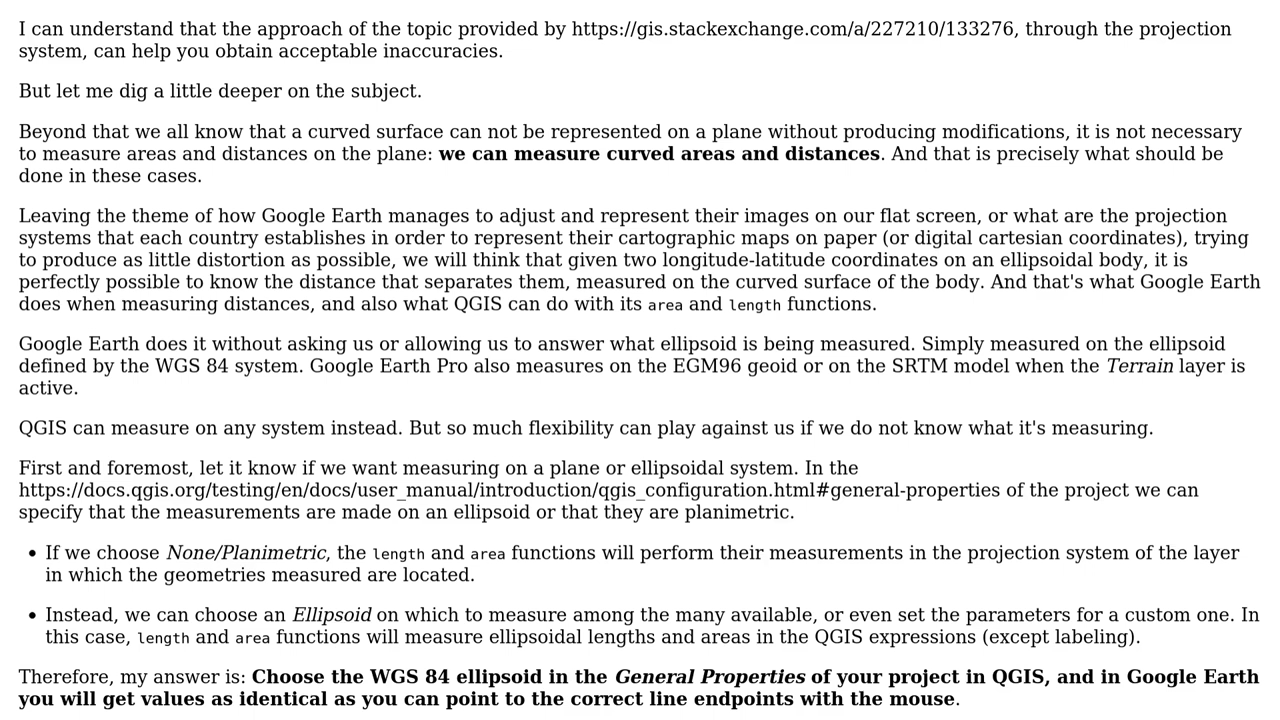 I can understand that the approach of the topic provided by https://gis.stackexchange.com/a/227210/133276, through the projection
system, can help you obtain acceptable inaccuracies.
But let me dig a little deeper on the subject.
Beyond that we all know that a curved surface can not be represented on a plane without producing modifications, it is not necessary
to measure areas and distances on the plane: we can measure curved areas and distances. And that is precisely what should be
done in these cases.
Leaving the theme of how Google Earth manages to adjust and represent their images on our flat screen, or what are the projection
systems that each country establishes in order to represent their cartographic maps on paper (or digital cartesian coordinates), trying
to produce as little distortion as possible, we will think that given two longitude-latitude coordinates on an ellipsoidal body, it is
perfectly possible to know the distance that separates them, measured on the curved surface of the body. And that's what Google Earth
does when measuring distances, and also what QGIS can do with its area and length functions.
Google Earth does it without asking us or allowing us to answer what ellipsoid is being measured. Simply measured on the ellipsoid
defined by the WGS 84 system. Google Earth Pro also measures on the EGM96 geoid or on the SRTM model when the Terrain layer is
active.
QGIS can measure on any system instead. But so much flexibility can play against us if we do not know what it's measuring.
First and foremost, let it know if we want measuring on a plane or ellipsoidal system. In the
https://docs.qgis.org/testing/en/docs/user_manual/introduction/qgis_configuration.html#general-properties of the project we can
specify that the measurements are made on an ellipsoid or that they are planimetric.
• If we choose None/Planimetric, the length and area functions will perform their measurements in the projection system of the layer
in which the geometries measured are located.
• Instead, we can choose an Ellipsoid on which to measure among the many available, or even set the parameters for a custom one. In
this case, length and area functions will measure ellipsoidal lengths and areas in the QGIS expressions (except labeling).
Therefore, my answer is: Choose the WGS 84 ellipsoid in the General Properties of your project in QGIS, and in Google Earth
you will get values as identical as you can point to the correct line endpoints with the mouse.